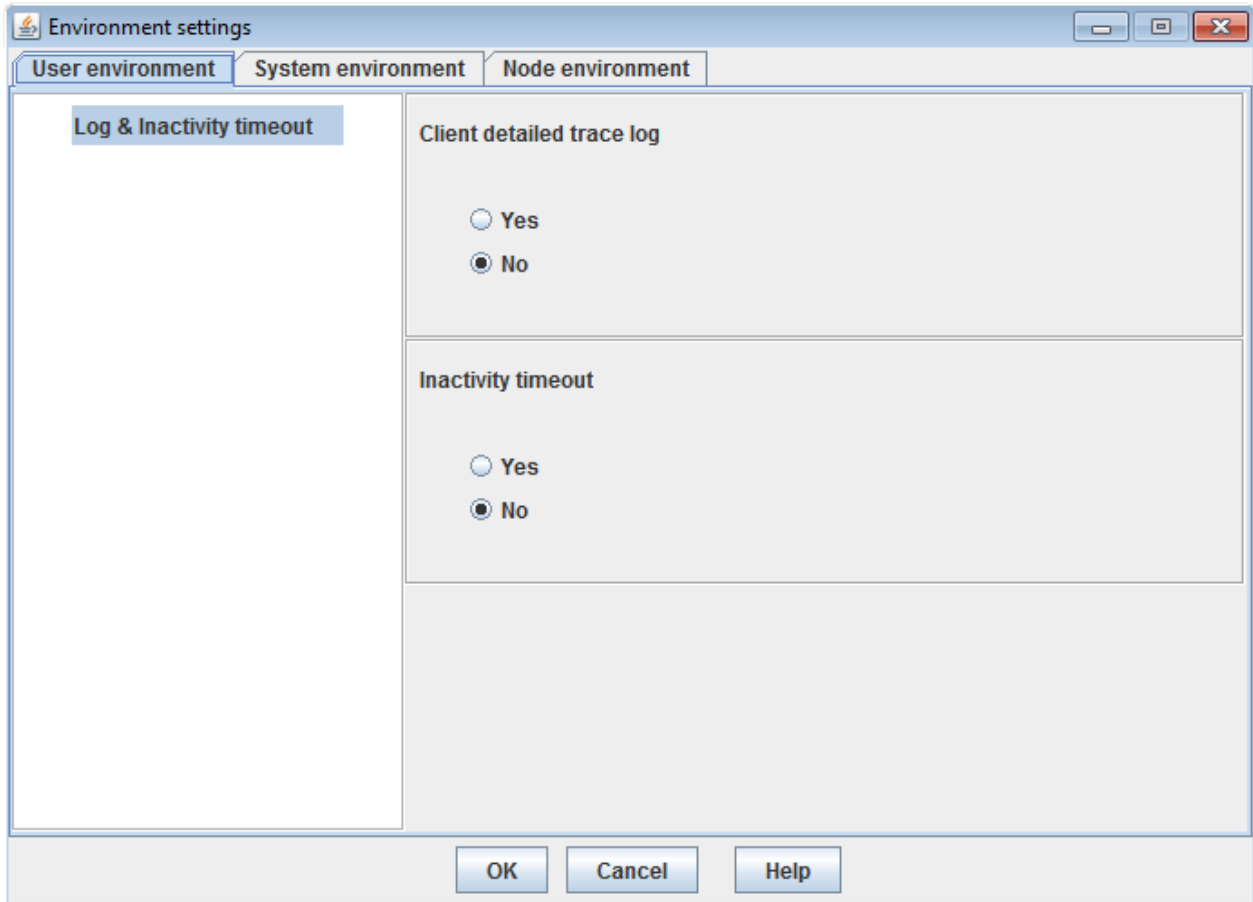 Environment settings
User environment System environment Node environment
Log & Inactivity timeout
Client detailed trace log
Yes
No
Inactivity timeout
Yes
No
OK Cancel Help